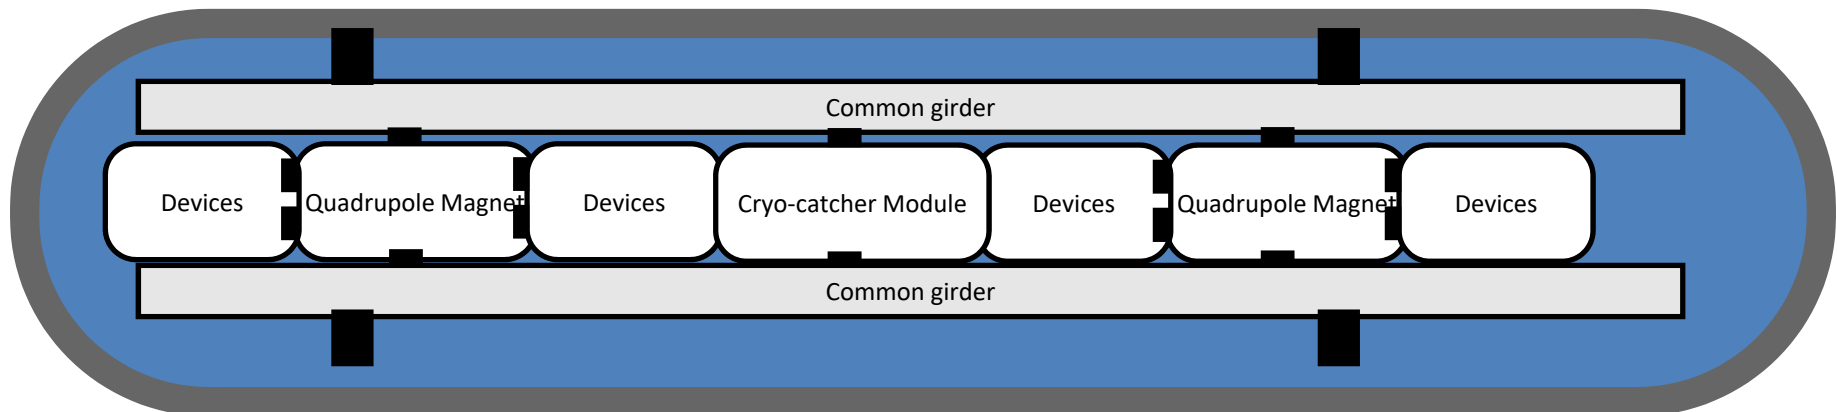 Common girder
Devices
Quadrupole Magnet
Devices
Cryo-catcher Module
Devices
Quadrupole Magnet
Devices
Common girder